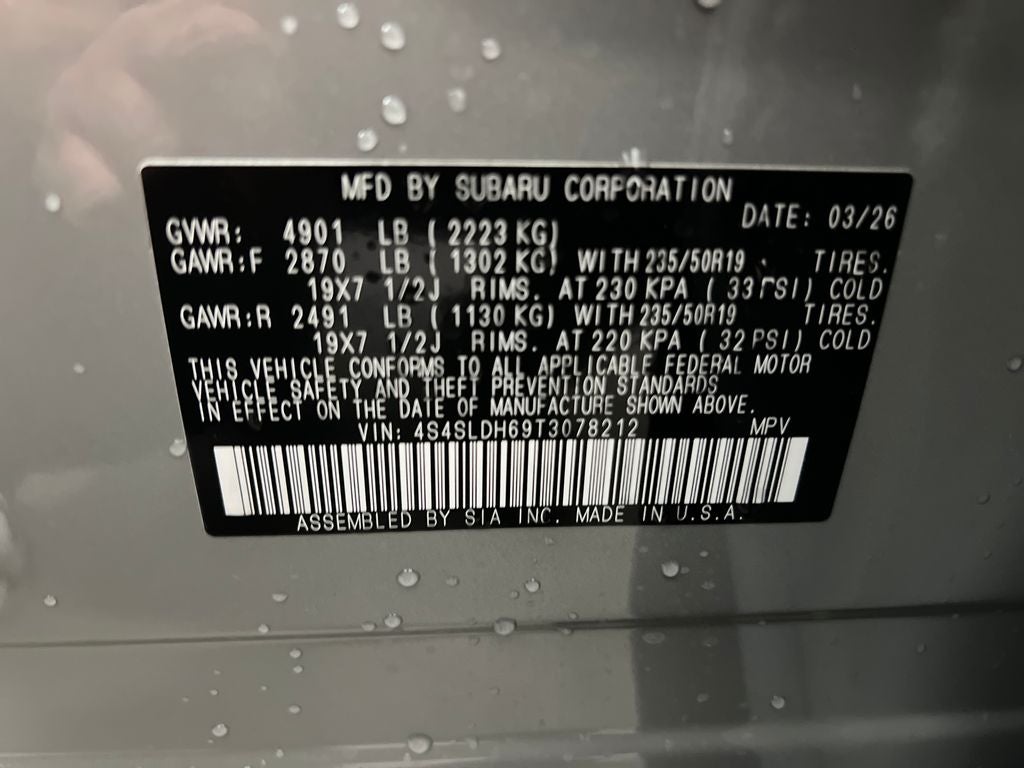 MFD BY SUBARU CORPORATION
DATE: 03/26
GVWR: 4901 LB ( 2223 KG)
GAWR:F 2870 LB ( 1302 KG) WITH 235/50R19 TIRES.
19X7 1/2J RIMS. AT 230 KPA ( 33 PSI) COLD
GAWR:R 2491 LB ( 1130 KG) WITH 235/50R19 TIRES.
19X7 1/2J RIMS. AT 220 KPA ( 32 PSI) COLD
THIS VEHICLE CONFORMS TO ALL APPLICABLE FEDERAL MOTOR
VEHICLE SAFETY AND THEFT PREVENTION STANDARDS
IN EFFECT ON THE DATE OF MANUFACTURE SHOWN ABOVE.
VIN: 4S4SLDH69T3078212 MPV
ASSEMBLED BY SIA INC. MADE IN U.S.A.